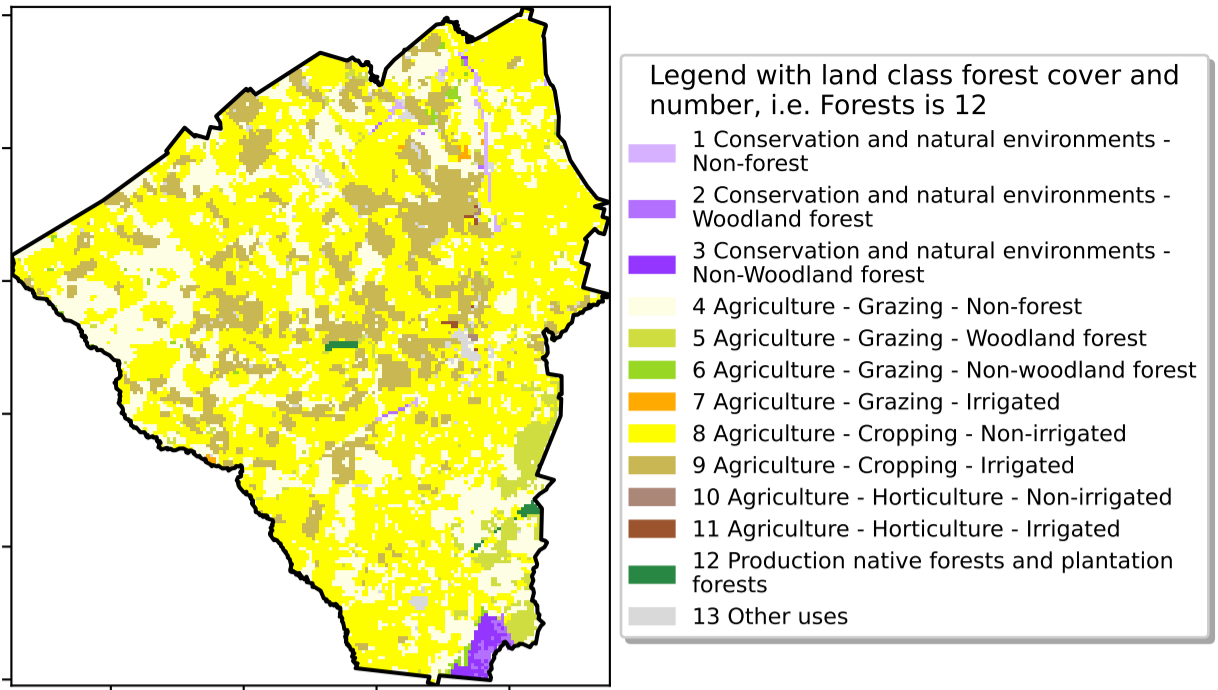 Legend with land class forest cover and
number, i.e. Forests is 12
1 Conservation and natural environments -
Non-forest
2 Conservation and natural environments -
Woodland forest
3 Conservation and natural environments -
Non-Woodland forest
4 Agriculture - Grazing - Non-forest
5 Agriculture - Grazing - Woodland forest
6 Agriculture - Grazing - Non-woodland forest
7 Agriculture - Grazing - Irrigated
8 Agriculture - Cropping - Non-irrigated
9 Agriculture - Cropping - Irrigated
10 Agriculture - Horticulture - Non-irrigated
11 Agriculture - Horticulture - Irrigated
12 Production native forests and plantation
forests
13 Other uses